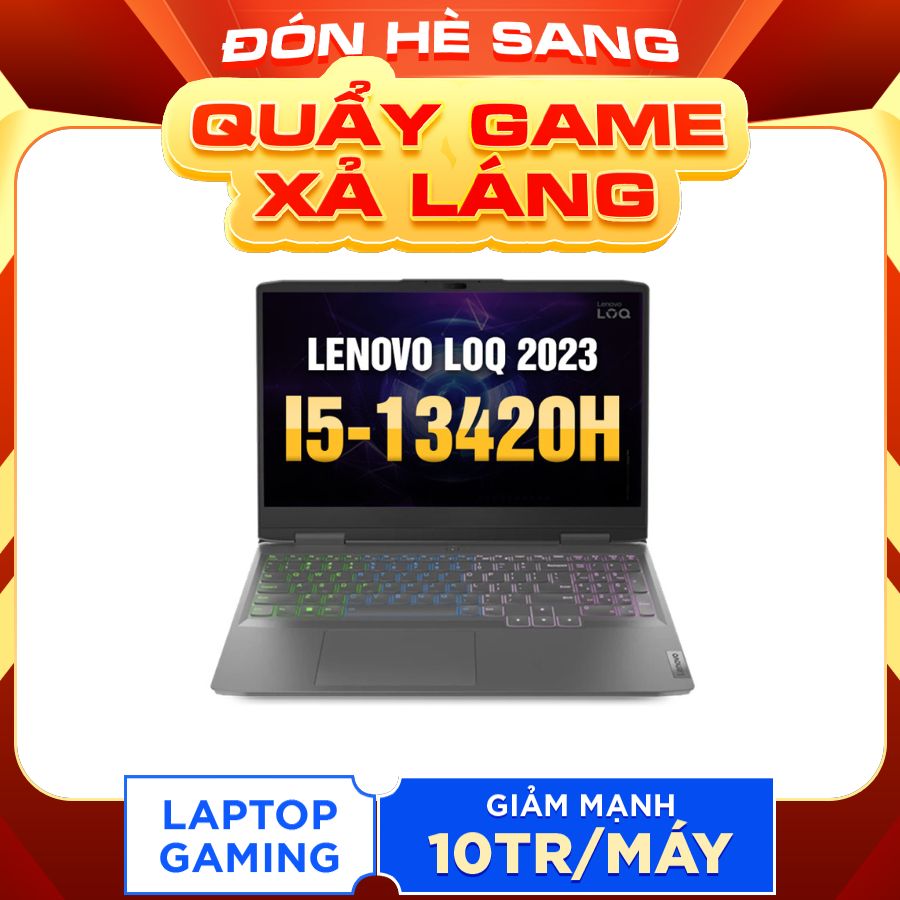 ĐÓN HÈ SANG
QUẨY GAME
XẢ LÁNG
Lenovo
LOQ
LENOVO LOQ 2023
I5-13420H
Lenovo
LAPTOP
GAMING
GIẢM MẠNH
10TR/MÁY